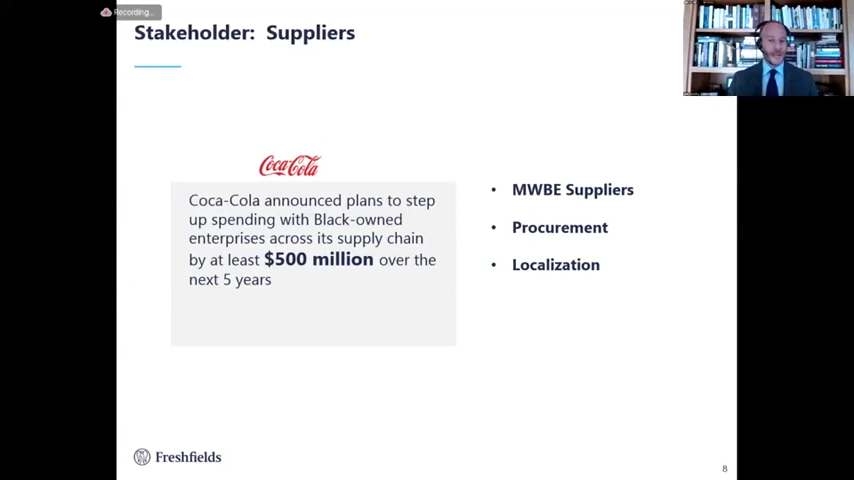 Recording...
Stakeholder: Suppliers
Coca-Cola
Coca-Cola announced plans to step
up spending with Black-owned
enterprises across its supply chain
by at least $500 million over the
next 5 years
• MWBE Suppliers
• Procurement
• Localization
Freshfields
8